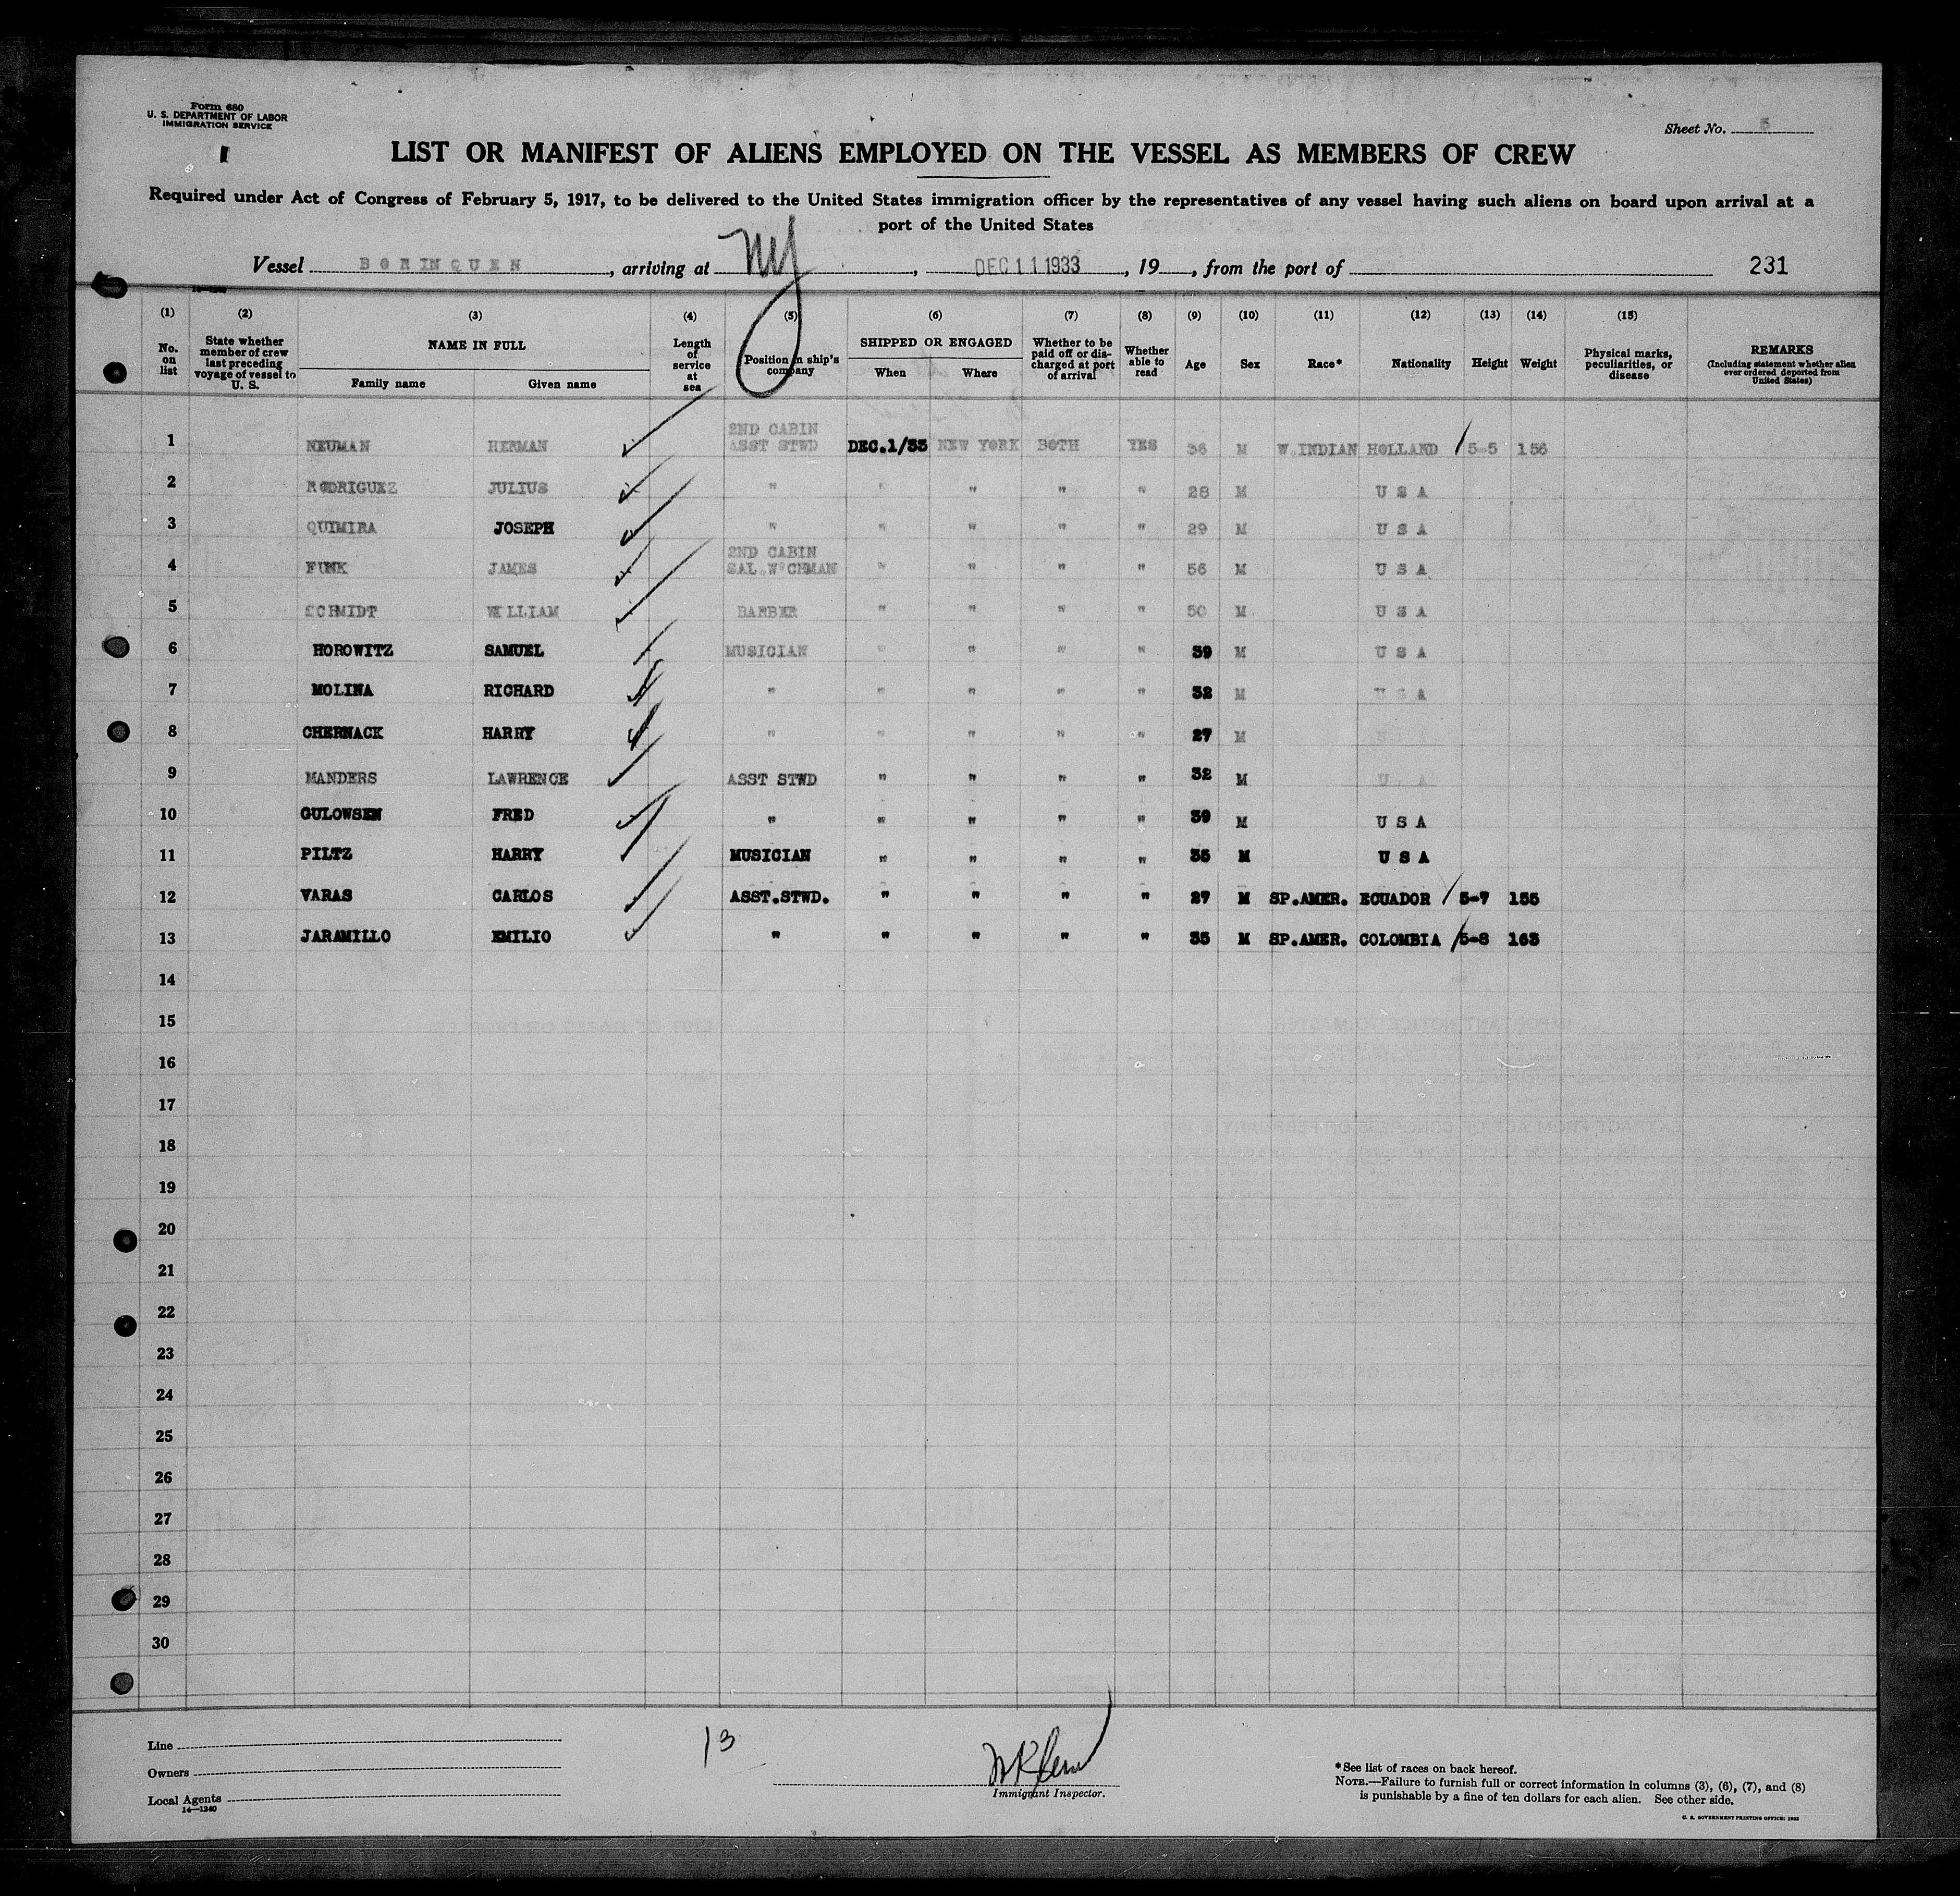 Form 680
U. S. DEPARTMENT OF LABOR
IMMIGRATION SERVICE
Sheet No. 5
LIST OR MANIFEST OF ALIENS EMPLOYED ON THE VESSEL AS MEMBERS OF CREW
Required under Act of Congress of February 5, 1917, to be delivered to the United States immigration officer by the representatives of any vessel having such aliens on board upon arrival at a
port of the United States
Vessel BORINQUEN, arriving at NY, DEC 11 1933, 19, from the port of 231
(1) (2) (3) (4) (5) (6) (7) (8) (9) (10) (11) (12) (13) (14) (15)
No. on list State whether member of crew last preceding voyage of vessel to U. S. NAME IN FULL Family name Given name Length of service at sea Position in ship's company SHIPPED OR ENGAGED When Where Whether to be paid off or discharged at port of arrival Whether able to read Age Sex Race* Nationality Height Weight Physical marks, peculiarities, or disease REMARKS (Including statement whether alien ever ordered deported from United States)
1 NEUMAN HERMAN 2ND CABIN ASST STWD DEC.1/33 NEW YORK BOTH YES 36 M W.INDIAN HOLLAND 5-5 156
2 RODRIGUEZ JULIUS " " " " " 28 M U S A
3 QUIMIRA JOSEPH " " " " " 29 M U S A
4 FUNK JAMES 2ND CABIN SAL.W'CHMAN " " " " 56 M U S A
5 SCHMIDT WILLIAM BARBER " " " " 50 M U S A
6 HOROWITZ SAMUEL MUSICIAN " " " " 39 M U S A
7 MOLINA RICHARD " " " " " 32 M U S A
8 CHERNACK HARRY " " " " " 27 M U
9 MANDERS LAWRENCE ASST STWD " " " " 32 M U A
10 GULOWSEN FRED " " " " " 39 M U S A
11 PILTZ HARRY MUSICIAN " " " " 35 M U S A
12 VARAS CARLOS ASST.STWD. " " " " 27 M SP.AMER. ECUADOR 5-7 155
13 JARAMILLO EMILIO " " " " " 35 M SP.AMER. COLOMBIA 5-8 163
14
15
16
17
18
19
20
21
22
23
24
25
26
27
28
29
30
Line
Owners
Local Agents
14—1240
13
Immigrant Inspector.
*See list of races on back hereof.
NOTE.—Failure to furnish full or correct information in columns (3), (6), (7), and (8)
is punishable by a fine of ten dollars for each alien. See other side.
U. S. GOVERNMENT PRINTING OFFICE: 1932